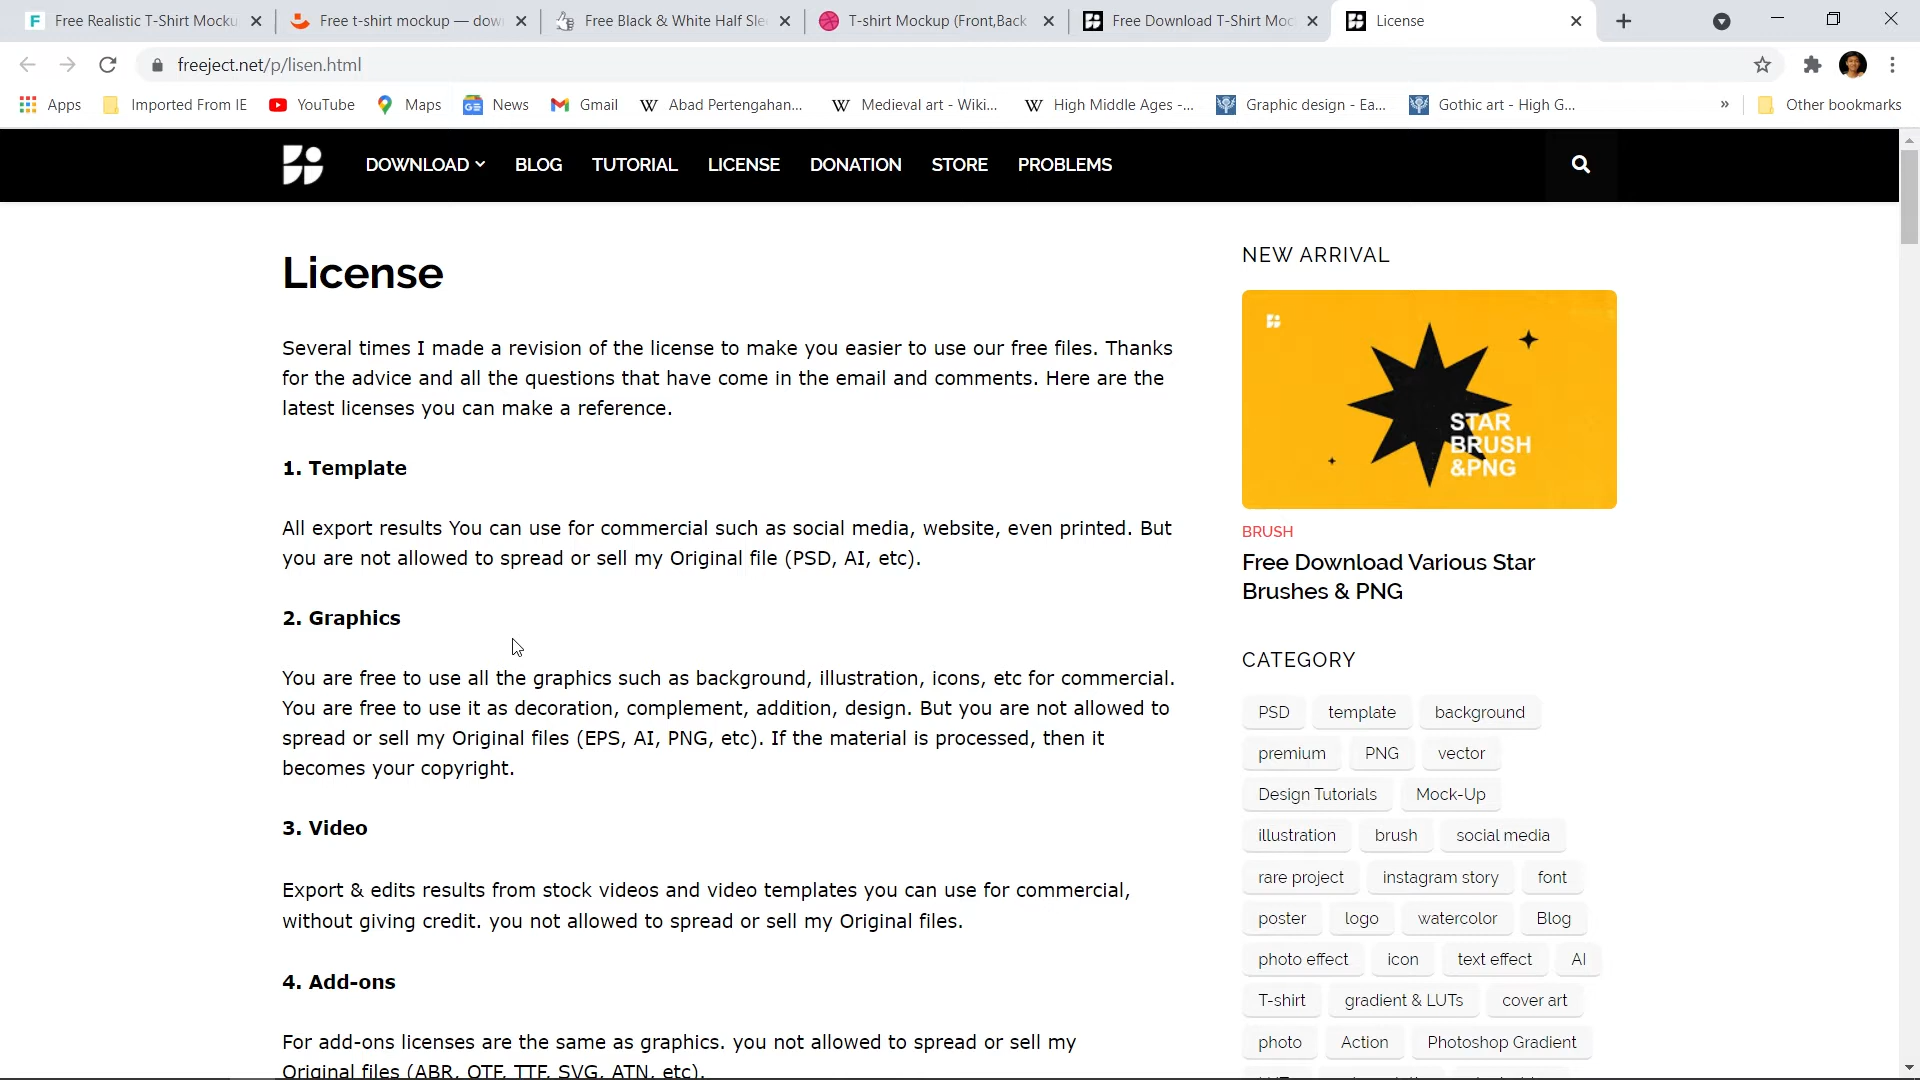 Free Realistic T-Shirt Mocku
Free t-shirt mockup — dow
Free Black & White Half Sle
T-shirt Mockup (Front,Back
Free Download T-Shirt Moc
License
freeject.net/p/lisen.html
Apps
Imported From IE
YouTube
Maps
News
Gmail
Abad Pertengahan...
Medieval art - Wiki...
High Middle Ages -...
Graphic design - Ea...
Gothic art - High G...
»
Other bookmarks
DOWNLOAD
BLOG
TUTORIAL
LICENSE
DONATION
STORE
PROBLEMS
License
Several times I made a revision of the license to make you easier to use our free files. Thanks
for the advice and all the questions that have come in the email and comments. Here are the
latest licenses you can make a reference.
1. Template
All export results You can use for commercial such as social media, website, even printed. But
you are not allowed to spread or sell my Original file (PSD, AI, etc).
2. Graphics
You are free to use all the graphics such as background, illustration, icons, etc for commercial.
You are free to use it as decoration, complement, addition, design. But you are not allowed to
spread or sell my Original files (EPS, AI, PNG, etc). If the material is processed, then it
becomes your copyright.
3. Video
Export & edits results from stock videos and video templates you can use for commercial,
without giving credit. you not allowed to spread or sell my Original files.
4. Add-ons
For add-ons licenses are the same as graphics. you not allowed to spread or sell my
Original files (ABR, OTF, TTF, SVG, ATN, etc).
NEW ARRIVAL
STAR
BRUSH
&PNG
BRUSH
Free Download Various Star
Brushes & PNG
CATEGORY
PSD template background
premium PNG vector
Design Tutorials Mock-Up
illustration brush social media
rare project instagram story font
poster logo watercolor Blog
photo effect icon text effect AI
T-shirt gradient & LUTs cover art
photo Action Photoshop Gradient